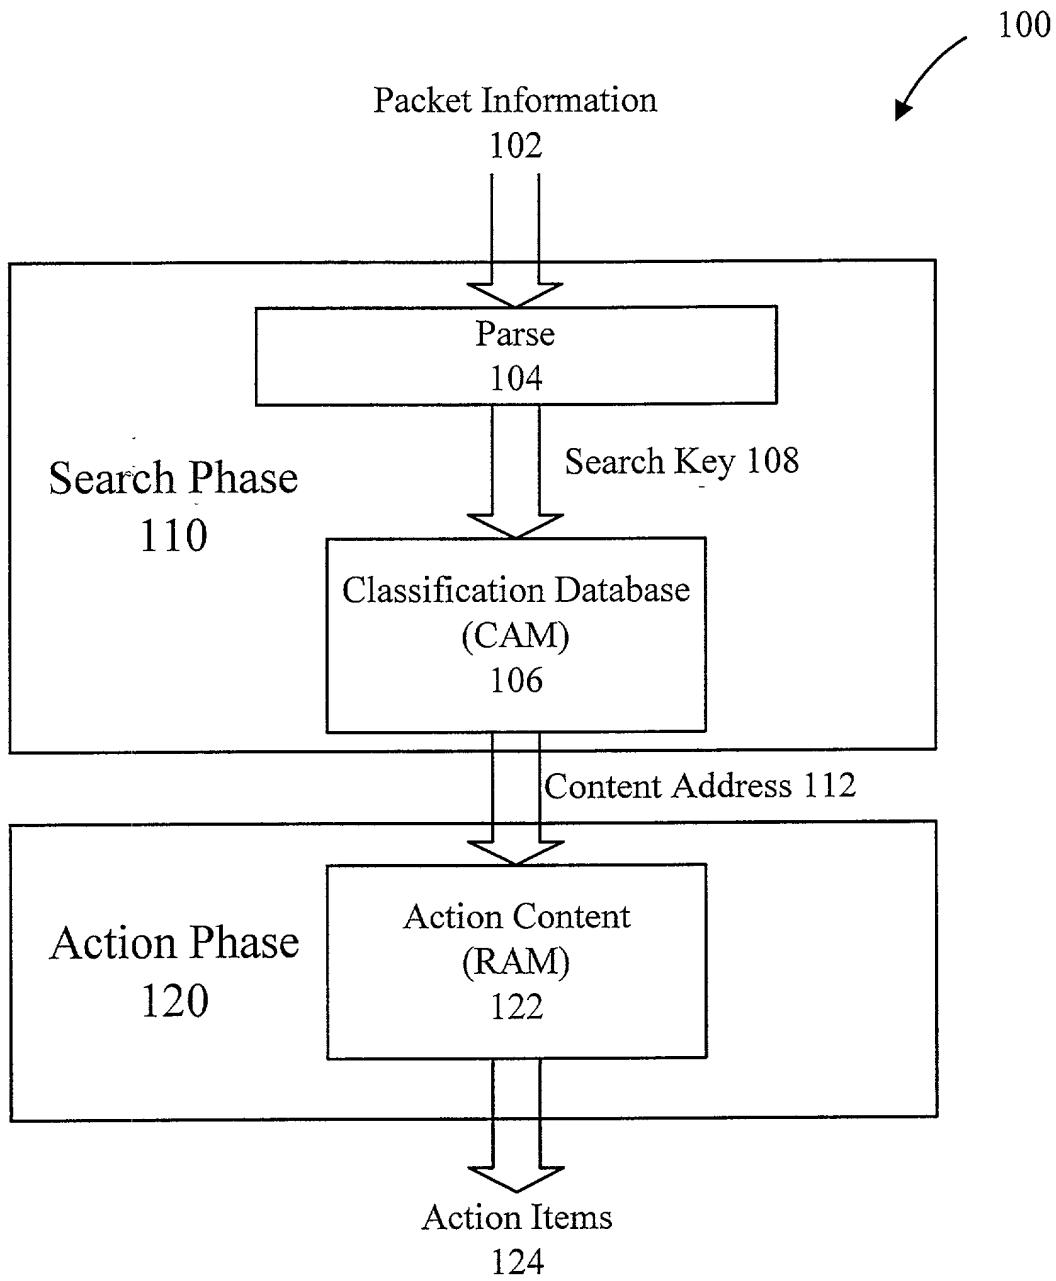 100
Packet Information
102
Parse
104
Search Key 108
Search Phase
110
Classification Database
(CAM)
106
Content Address 112
Action Phase
120
Action Content
(RAM)
122
Action Items
124